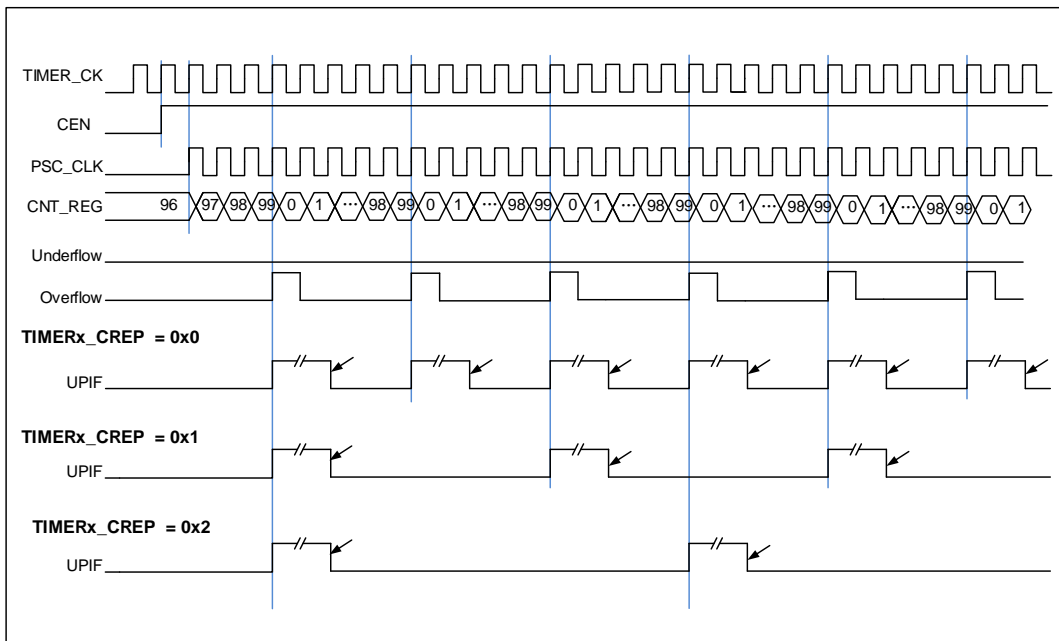 TIMER_CK
CEN
PSC_CLK
CNT_REG 96 97 98 99 0 1 ... 98 99 0 1 ... 98 99 0 1 ... 98 99 0 1 ... 98 99 0 1 ... 98 99 0 1
Underflow
Overflow
TIMERx_CREP = 0x0
UPIF
TIMERx_CREP = 0x1
UPIF
TIMERx_CREP = 0x2
UPIF